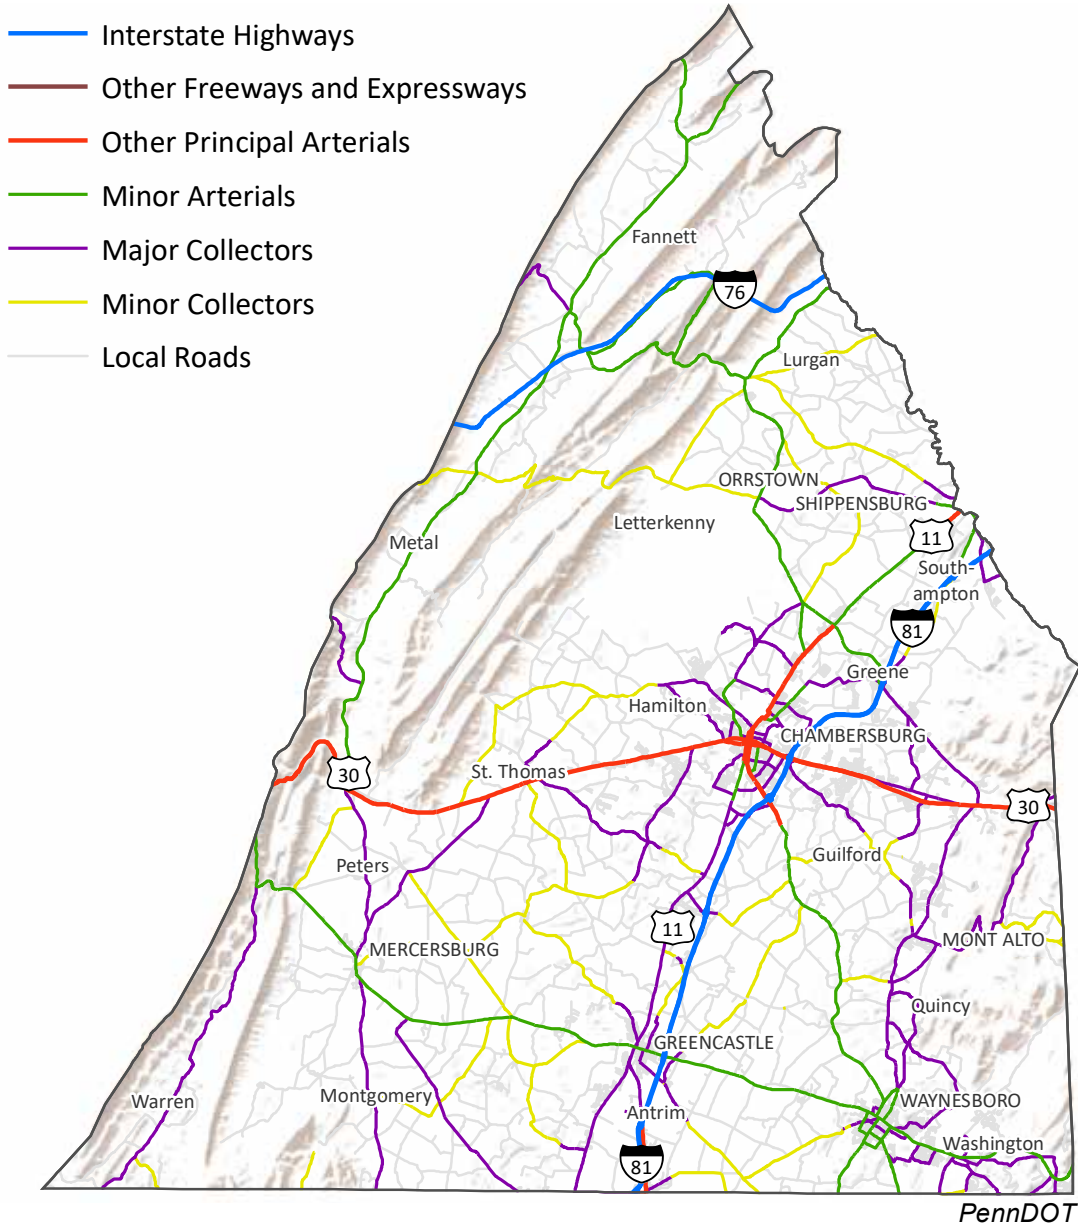 Interstate Highways
Other Freeways and Expressways
Other Principal Arterials
Minor Arterials
Major Collectors
Minor Collectors
Local Roads
Fannett
76
Lurgan
ORRSTOWN
SHIPPENSBURG
Letterkenny
11
Metal
South-
ampton
81
Greene
Hamilton
CHAMBERSBURG
30
St. Thomas
30
Guilford
Peters
11
MONT ALTO
MERCERSBURG
Quincy
GREENCASTLE
Montgomery
Warren
WAYNESBORO
Antrim
Washington
81
PennDOT